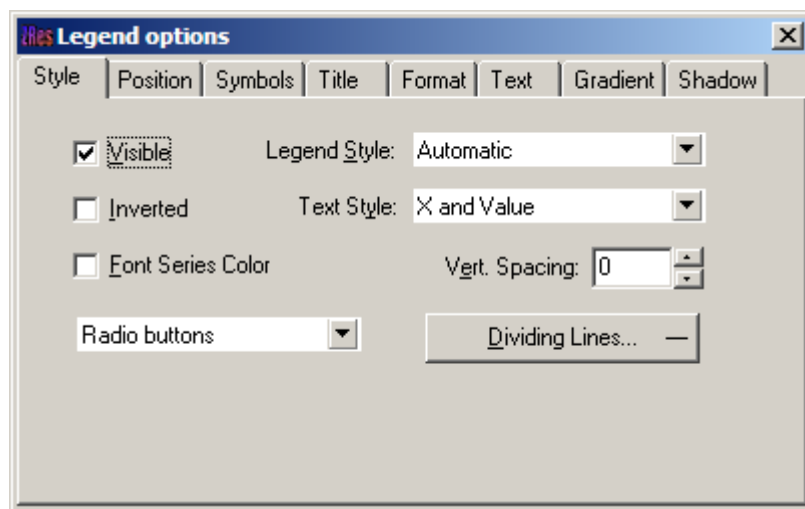 ZRes Legend options
Style Position Symbols Title Format Text Gradient Shadow
Visible Legend Style: Automatic
Inverted Text Style: X and Value
Font Series Color Vert. Spacing: 0
Radio buttons Dividing Lines...